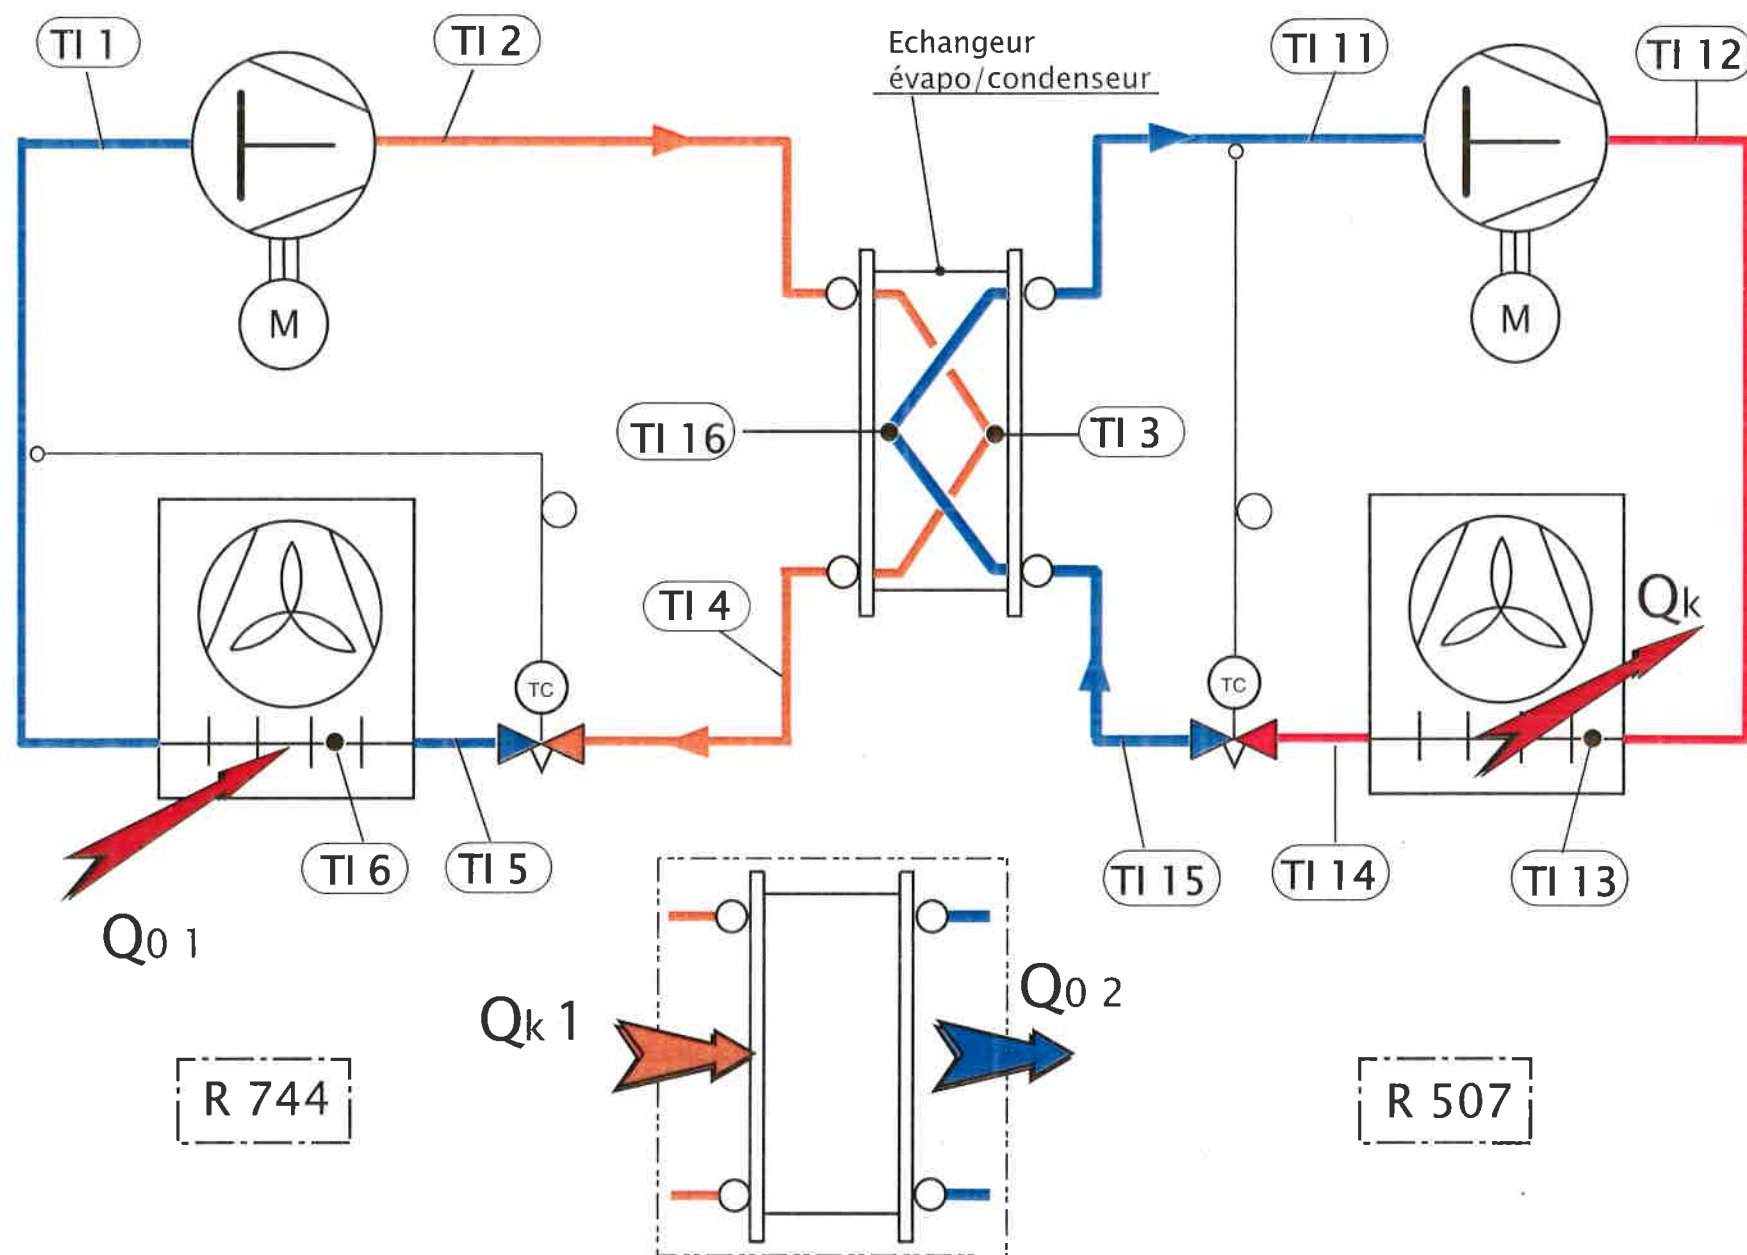 TI 1
TI 2
Echangeur
évapo/condenseur
TI 11
TI 12
M
M
TI 16
TI 3
TI 4
TC
TC
Qk
TI 6
TI 5
TI 15
TI 14
TI 13
Q0 1
Qk 1
Q0 2
R 744
R 507